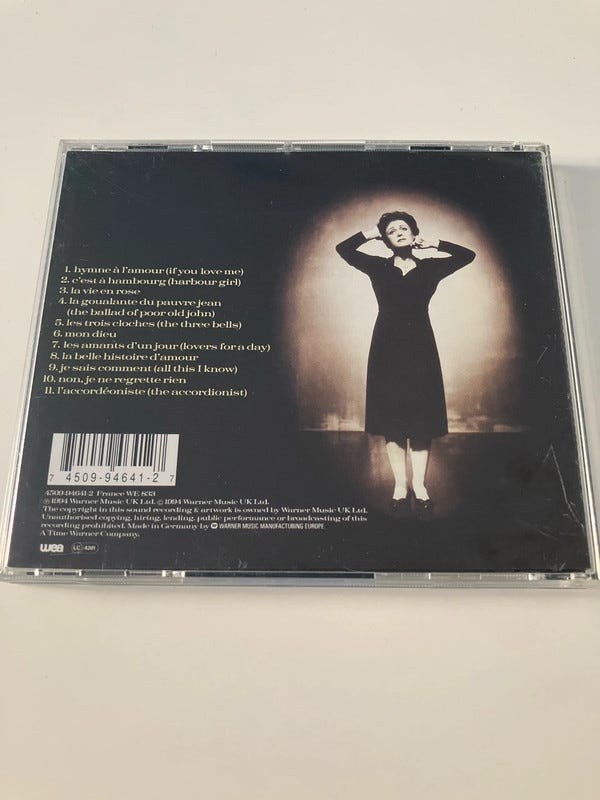 1. hymne à l'amour (if you love me)
2. c'est à hambourg (harbour girl)
3. la vie en rose
4. la goualante du pauvre jean
(the ballad of poor old john)
5. les trois cloches (the three bells)
6. mon dieu
7. les amants d'un jour (lovers for a day)
8. la belle histoire d'amour
9. je sais comment (all this I know)
10. non, je ne regrette rien
11. l'accordéoniste (the accordionist)
7 45099-94641-2 7
4509-94641-2 France WE 833
℗ 1994 Warner Music UK Ltd. © 1994 Warner Music UK Ltd.
The copyright in this sound recording & artwork is owned by Warner Music UK Ltd.
Unauthorised copying, hiring, lending, public performance or broadcasting of this
recording prohibited. Made in Germany by WARNER MUSIC MANUFACTURING EUROPE
A Time Warner Company.
wea LC 4281